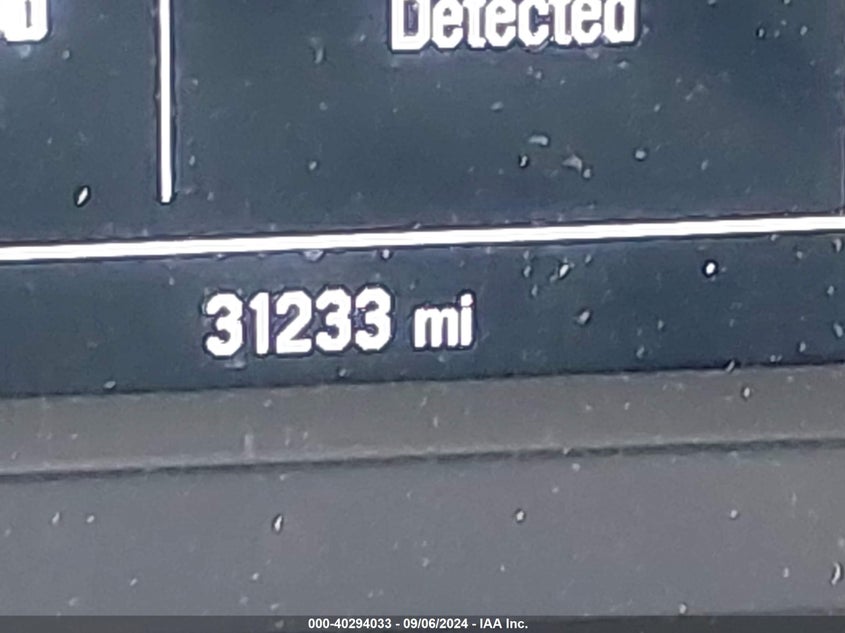 Detected
31233 mi
000-40294033 - 09/06/2024 - IAA Inc.